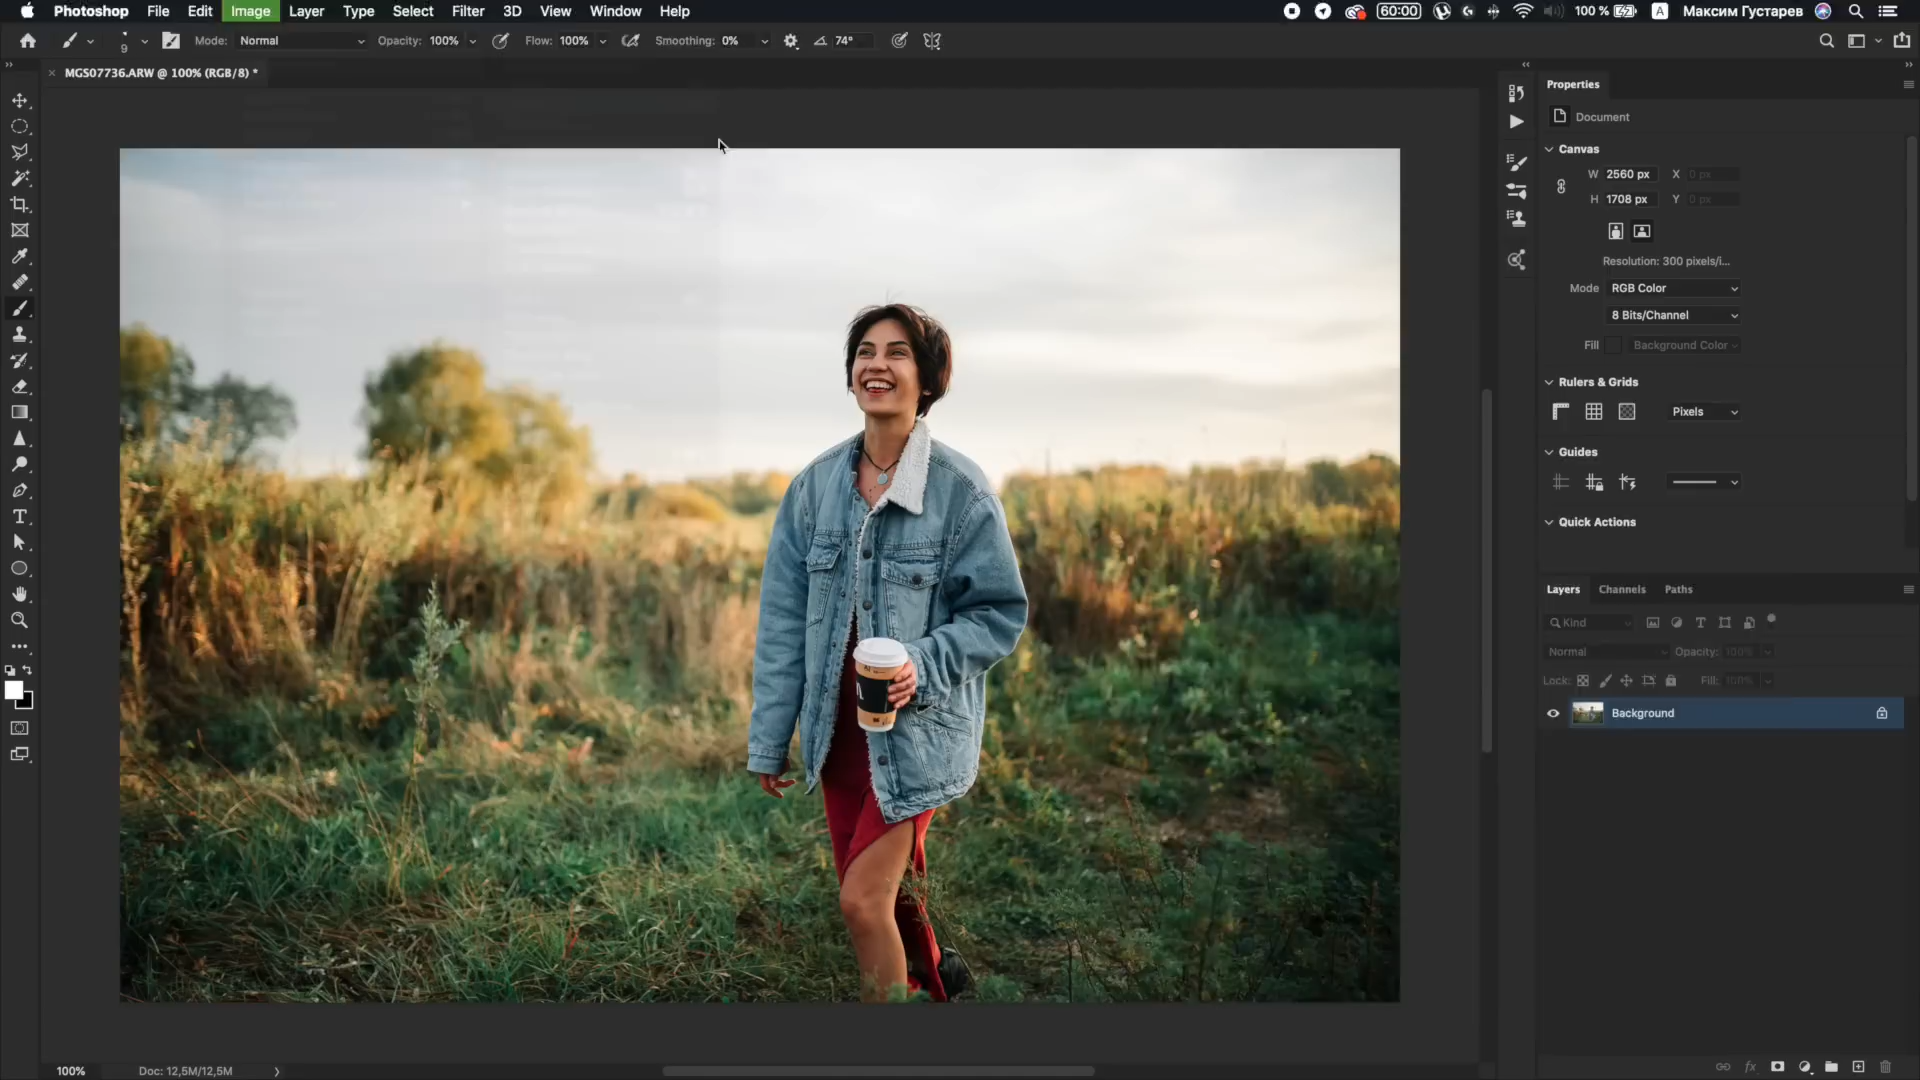 Photoshop File Edit Image Layer Type Select Filter 3D View Window Help 60:00 100 % A Максим Густарев
9 Mode: Normal Opacity: 100% Flow: 100% Smoothing: 0% 74°
MGS07736.ARW @ 100% (RGB/8) *
Properties
Document
Canvas
W 2560 px X 0 px
H 1708 px Y 0 px
Resolution: 300 pixels/i...
Mode RGB Color
8 Bits/Channel
Fill Background Color
Rulers & Grids
Pixels
Guides
Quick Actions
Layers Channels Paths
Kind
Normal Opacity: 100%
Lock: Fill: 100%
Background
100% Doc: 12,5M/12,5M